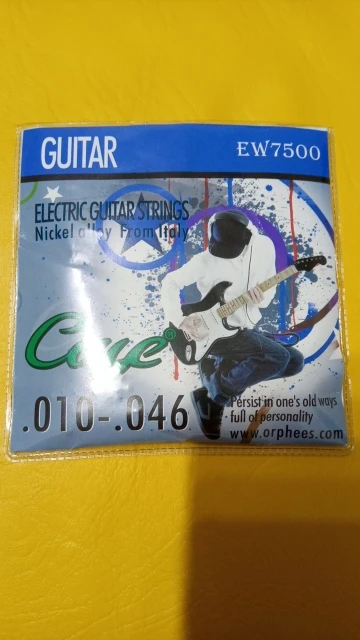 GUITAR
EW7500
ELECTRIC GUITAR STRINGS
Nickel alloy From Italy
Cue®
.010-.046
Persist in one's old ways
full of personality
www.orphees.com